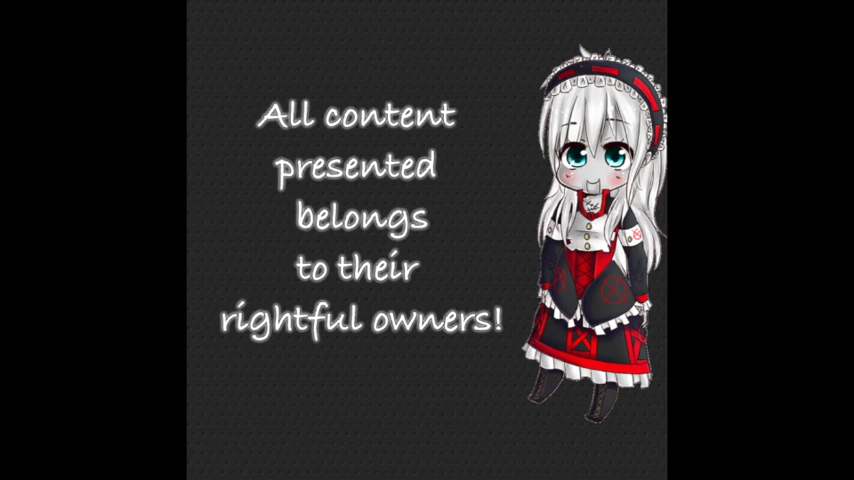 All content
presented
belongs
to their
rightful owners!